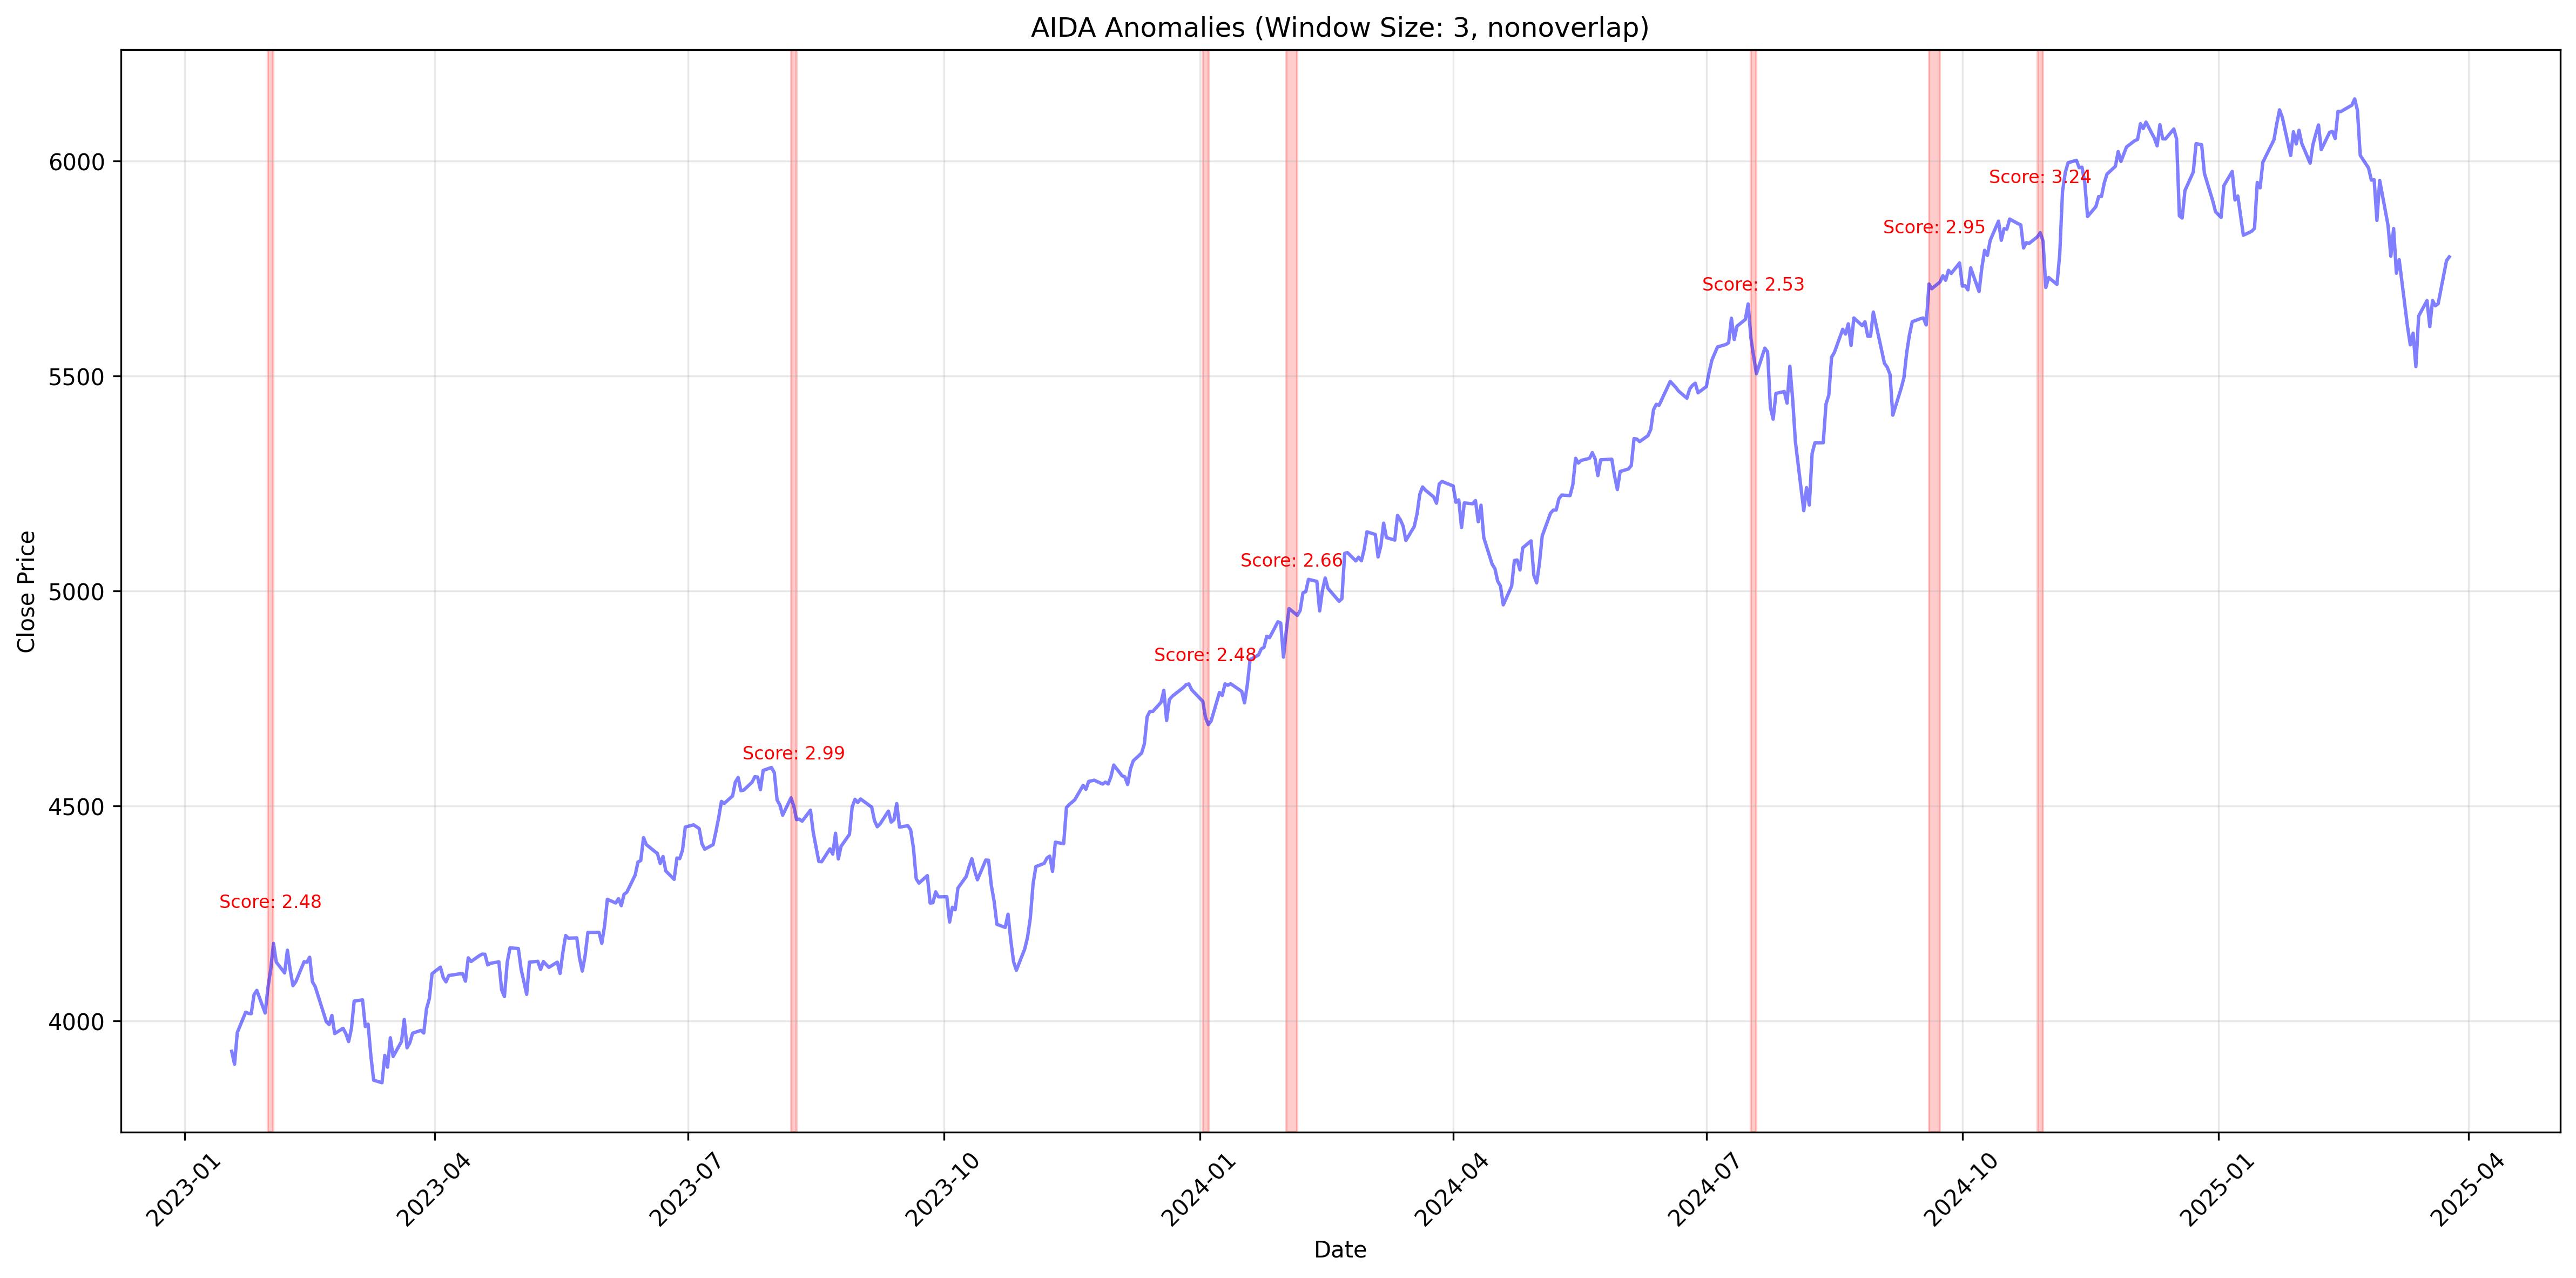 AIDA Anomalies (Window Size: 3, nonoverlap)
Close Price
6000
5500
5000
4500
4000
Score: 2.48
Score: 2.99
Score: 2.48
Score: 2.66
Score: 2.53
Score: 2.95
Score: 3.24
2023-01
2023-04
2023-07
2023-10
2024-01
2024-04
2024-07
2024-10
2025-01
2025-04
Date